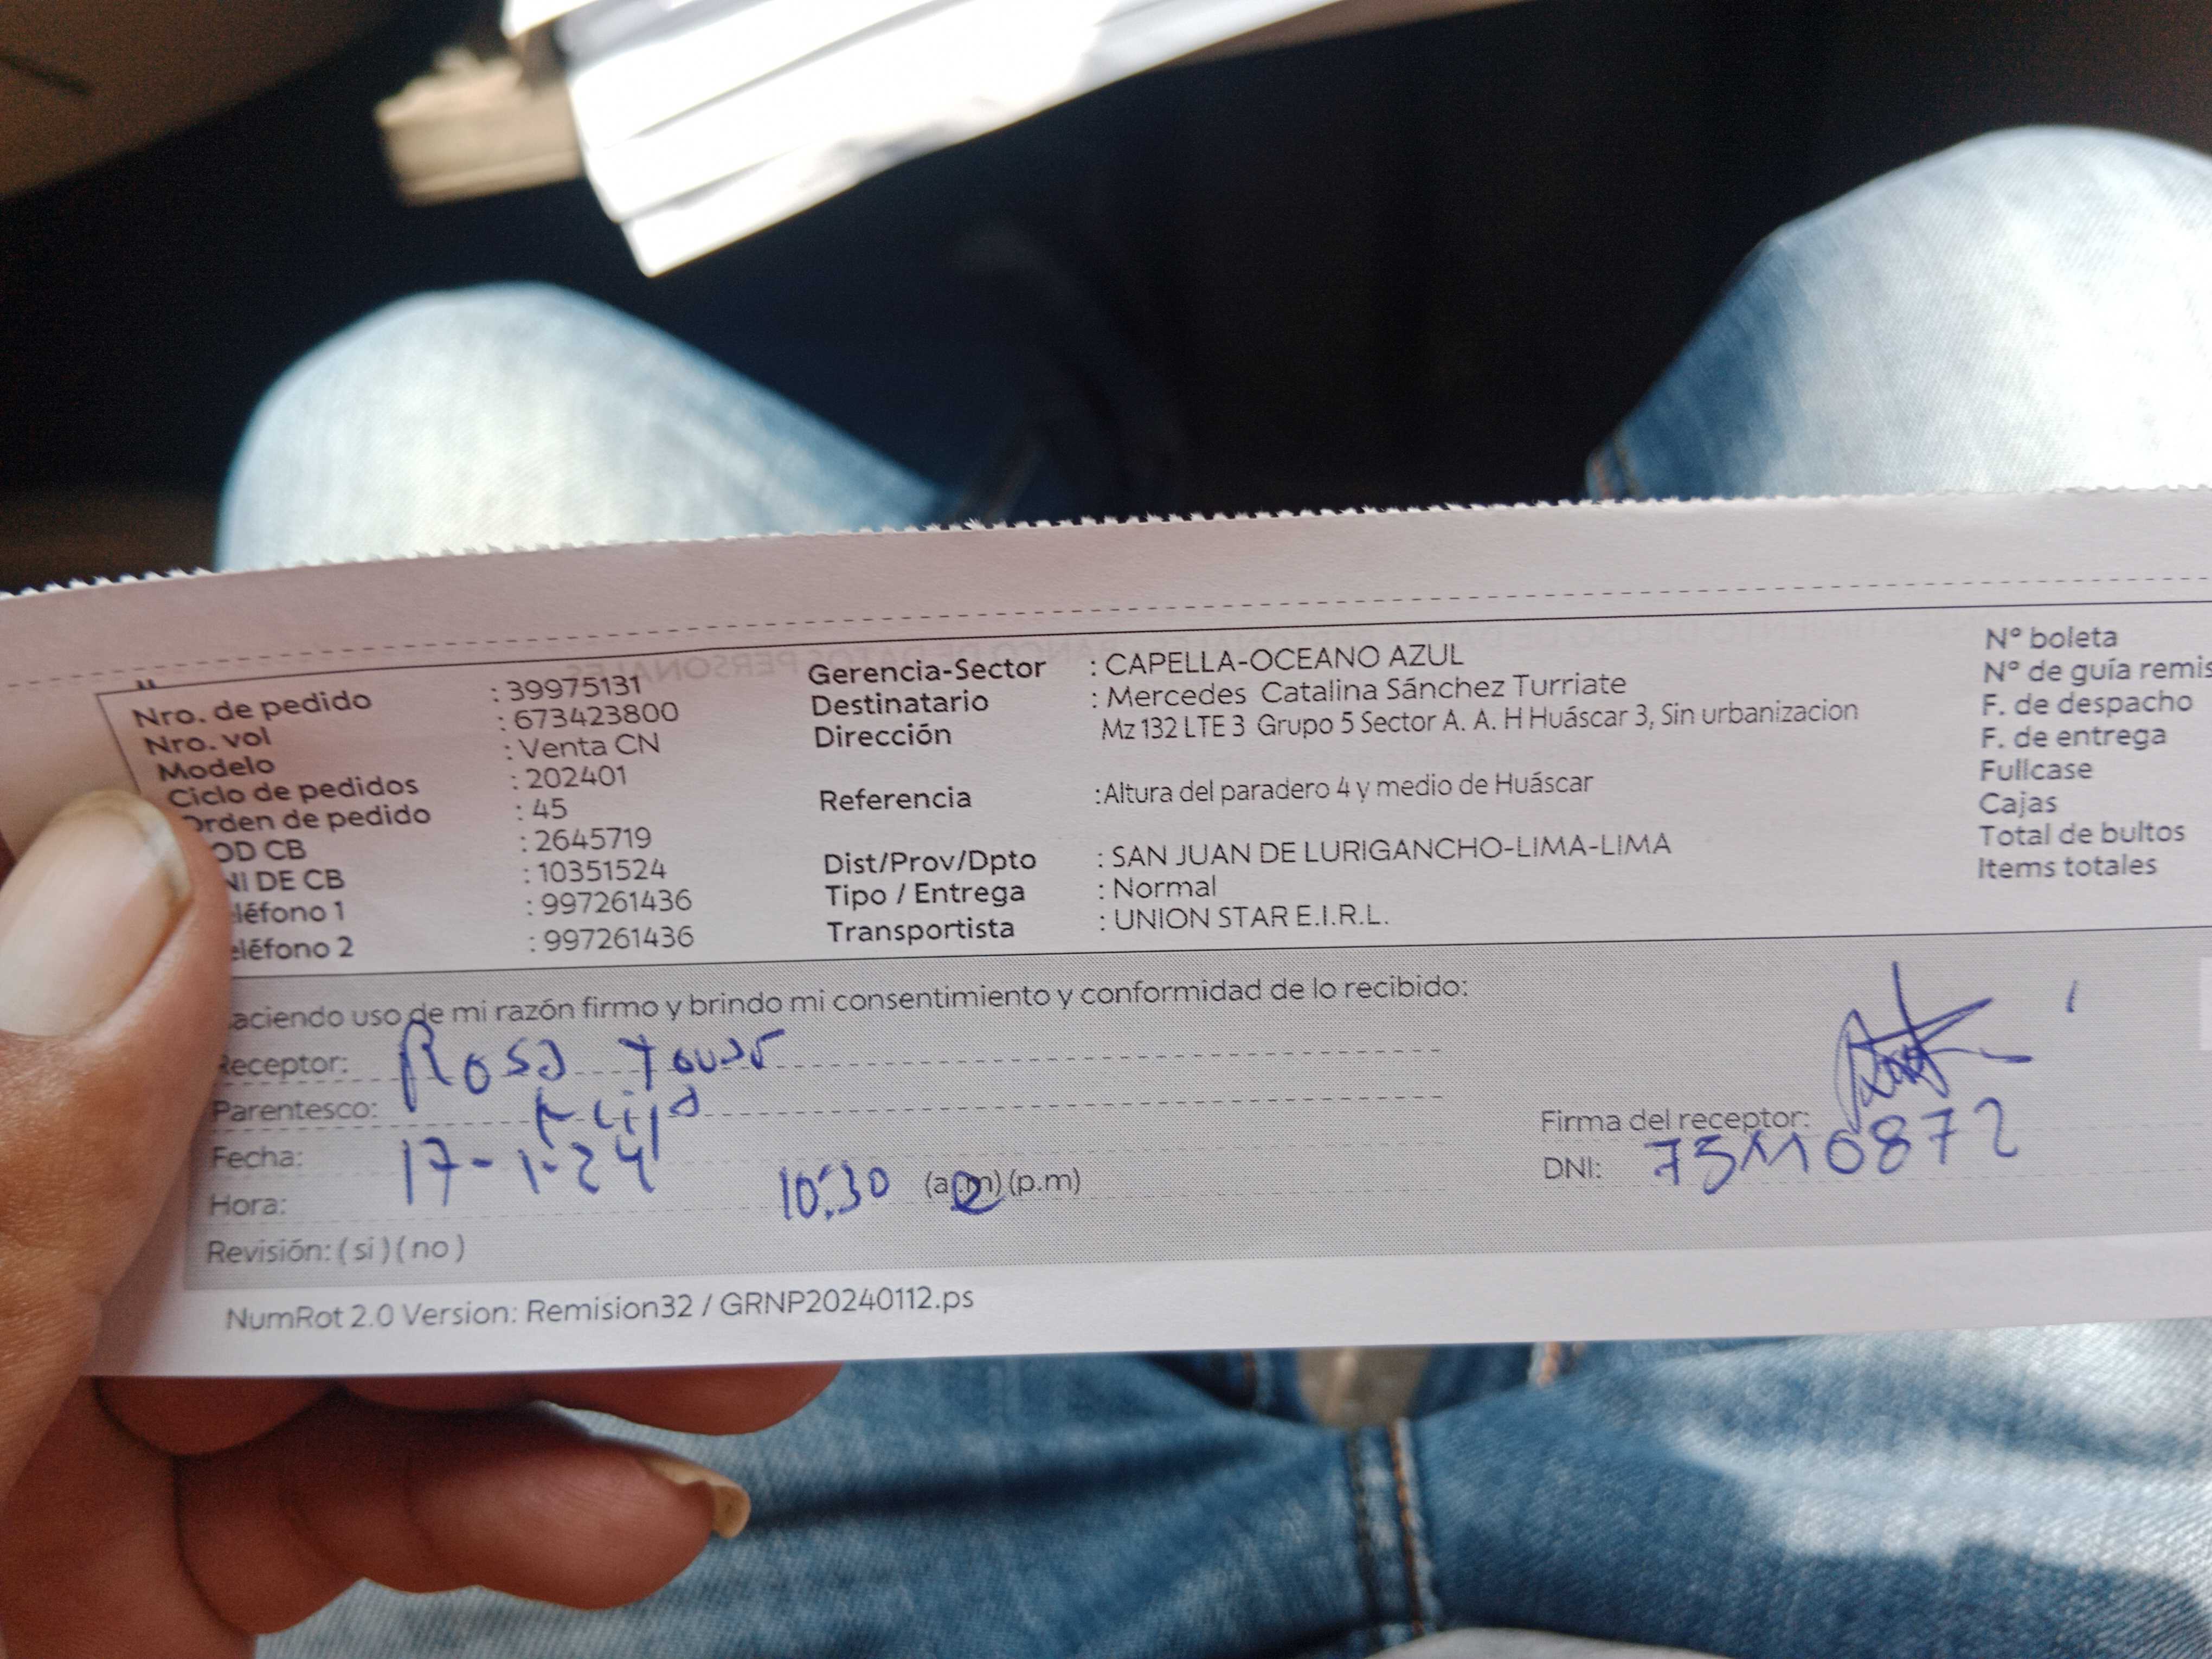 Nro. de pedido : 39975131
Nro. vol : 673423800
Modelo : Venta CN
Ciclo de pedidos : 202401
Orden de pedido : 45
OD CB : 2645719
NI DE CB : 10351524
eléfono 1 : 997261436
eléfono 2 : 997261436
Gerencia-Sector : CAPELLA-OCEANO AZUL
Destinatario : Mercedes Catalina Sánchez Turriate
Dirección Mz 132 LTE 3 Grupo 5 Sector A. A. H Huáscar 3, Sin urbanizacion
Referencia :Altura del paradero 4 y medio de Huáscar
Dist/Prov/Dpto : SAN JUAN DE LURIGANCHO-LIMA-LIMA
Tipo / Entrega : Normal
Transportista : UNION STAR E.I.R.L.
Nº boleta
Nº de guía remis
F. de despacho
F. de entrega
Fullcase
Cajas
Total de bultos
Items totales
aciendo uso de mi razón firmo y brindo mi consentimiento y conformidad de lo recibido:
Receptor: Rosa
Parentesco:
Fecha: 17-1-24
Hora: 10:30 (a.m) (p.m)
Revisión: ( si ) ( no )
Firma del receptor:
DNI:
NumRot 2.0 Version: Remision32 / GRNP20240112.ps